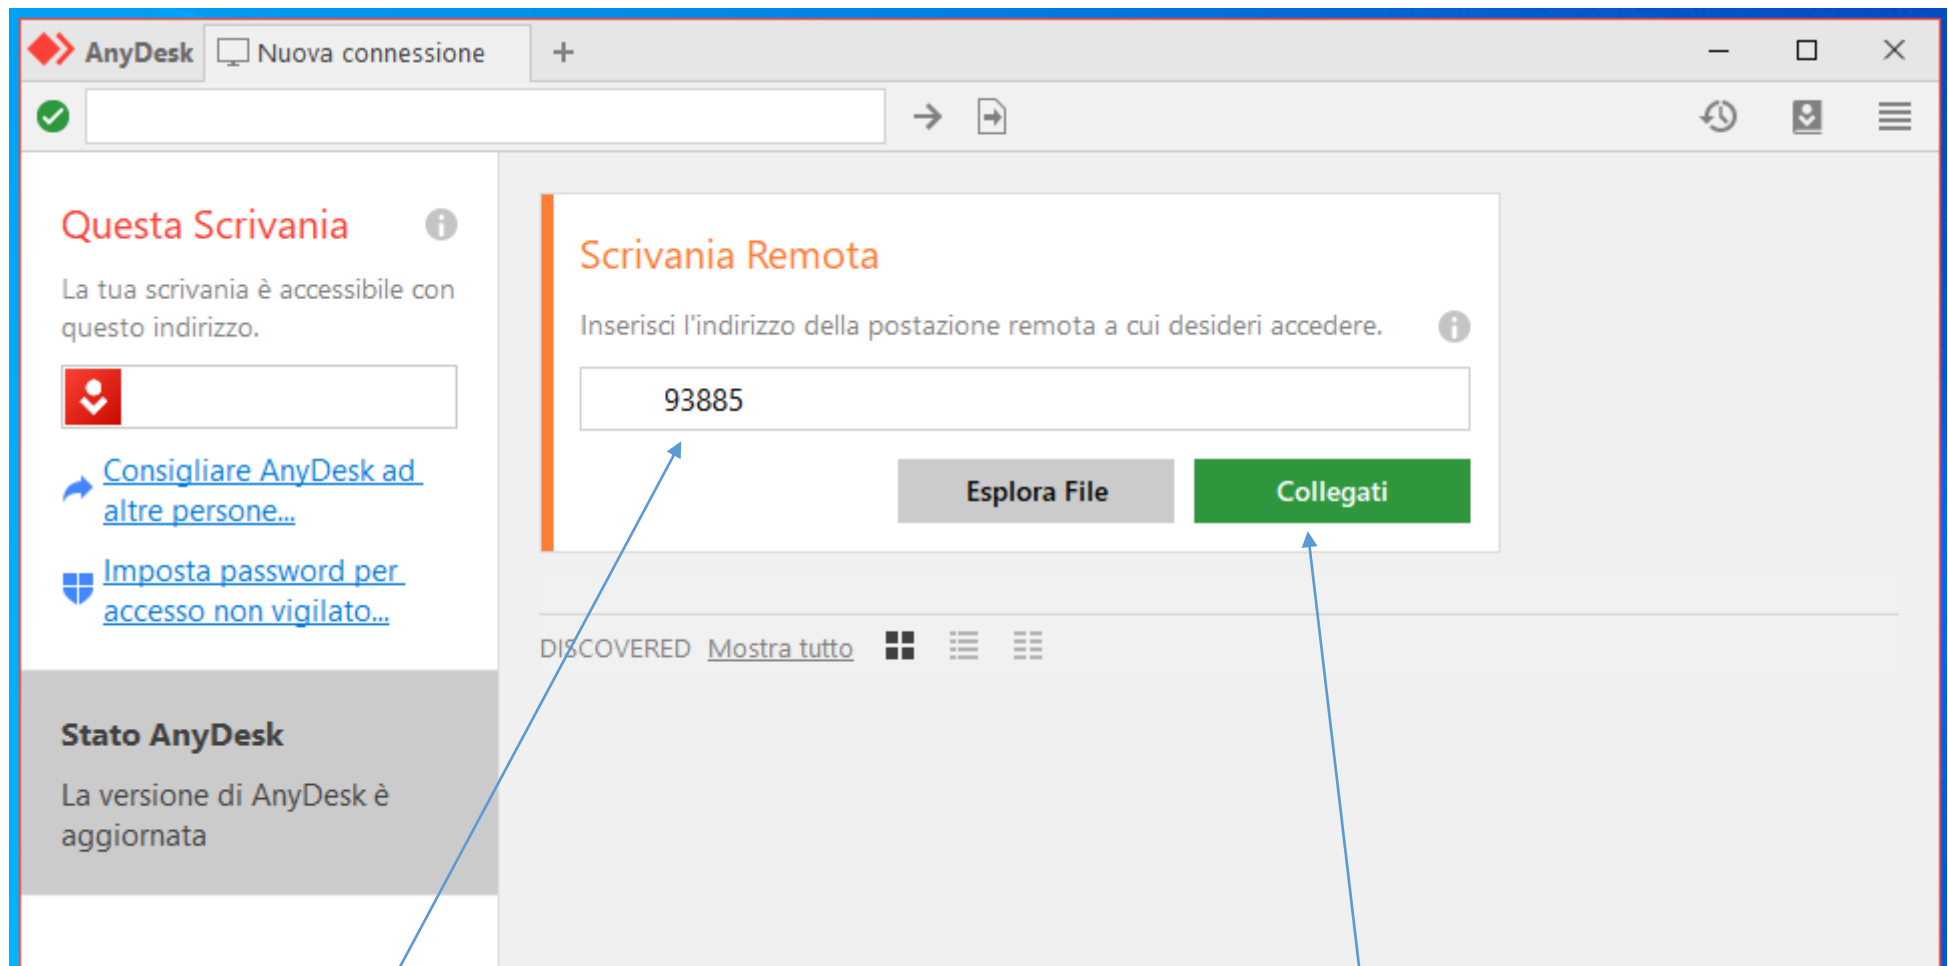 AnyDesk
Nuova connessione
Questa Scrivania
La tua scrivania è accessibile con
questo indirizzo.
Consigliare AnyDesk ad
altre persone...
Imposta password per
accesso non vigilato...
Stato AnyDesk
La versione di AnyDesk è
aggiornata
Scrivania Remota
Inserisci l'indirizzo della postazione remota a cui desideri accedere.
93885
Esplora File
Collegati
DISCOVERED Mostra tutto